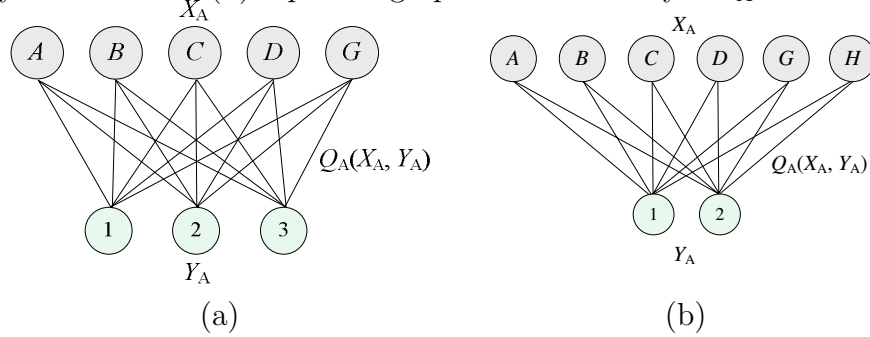 X_A
A B C D G
Q_A(X_A, Y_A)
1 2 3
Y_A
(a)
X_A
A B C D G H
Q_A(X_A, Y_A)
1 2
Y_A
(b)